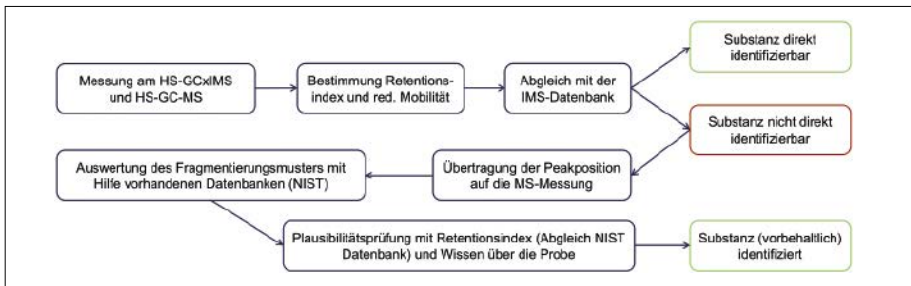 Messung am HS-GCxIMS
und HS-GC-MS
Bestimmung Retentions-
index und red. Mobilität
Abgleich mit der
IMS-Datenbank
Substanz direkt
identifizierbar
Substanz nicht direkt
identifizierbar
Übertragung der Peakposition
auf die MS-Messung
Auswertung des Fragmentierungsmusters mit
Hilfe vorhandenen Datenbanken (NIST)
Plausibilitätsprüfung mit Retentionsindex (Abgleich NIST
Datenbank) und Wissen über die Probe
Substanz (vorbehaltlich)
identifiziert